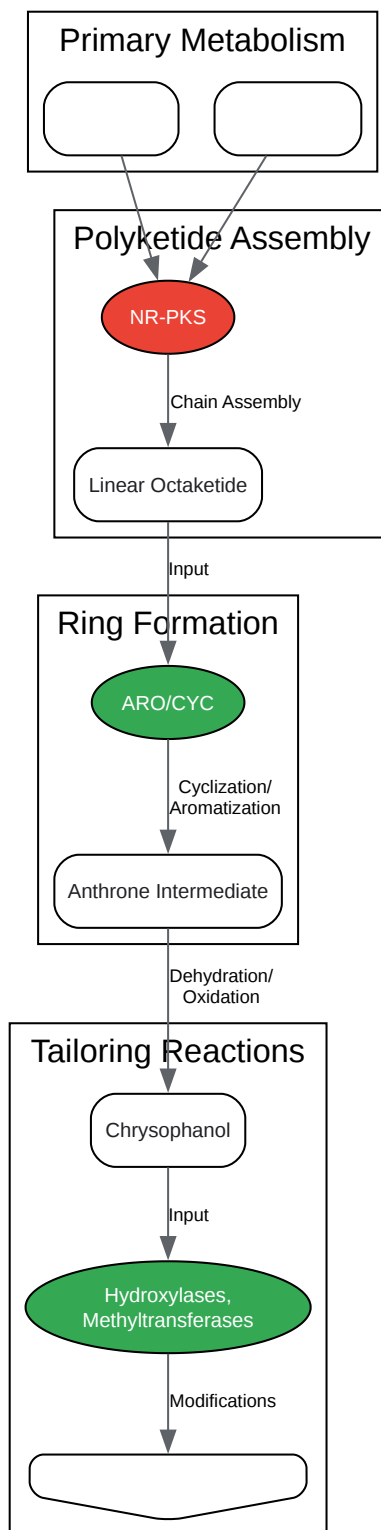 Primary Metabolism
Polyketide Assembly
NR-PKS
Chain Assembly
Linear Octaketide
Input
Ring Formation
ARO/CYC
Cyclization/
Aromatization
Anthrone Intermediate
Dehydration/
Oxidation
Tailoring Reactions
Chrysophanol
Input
Hydroxylases,
Methyltransferases
Modifications